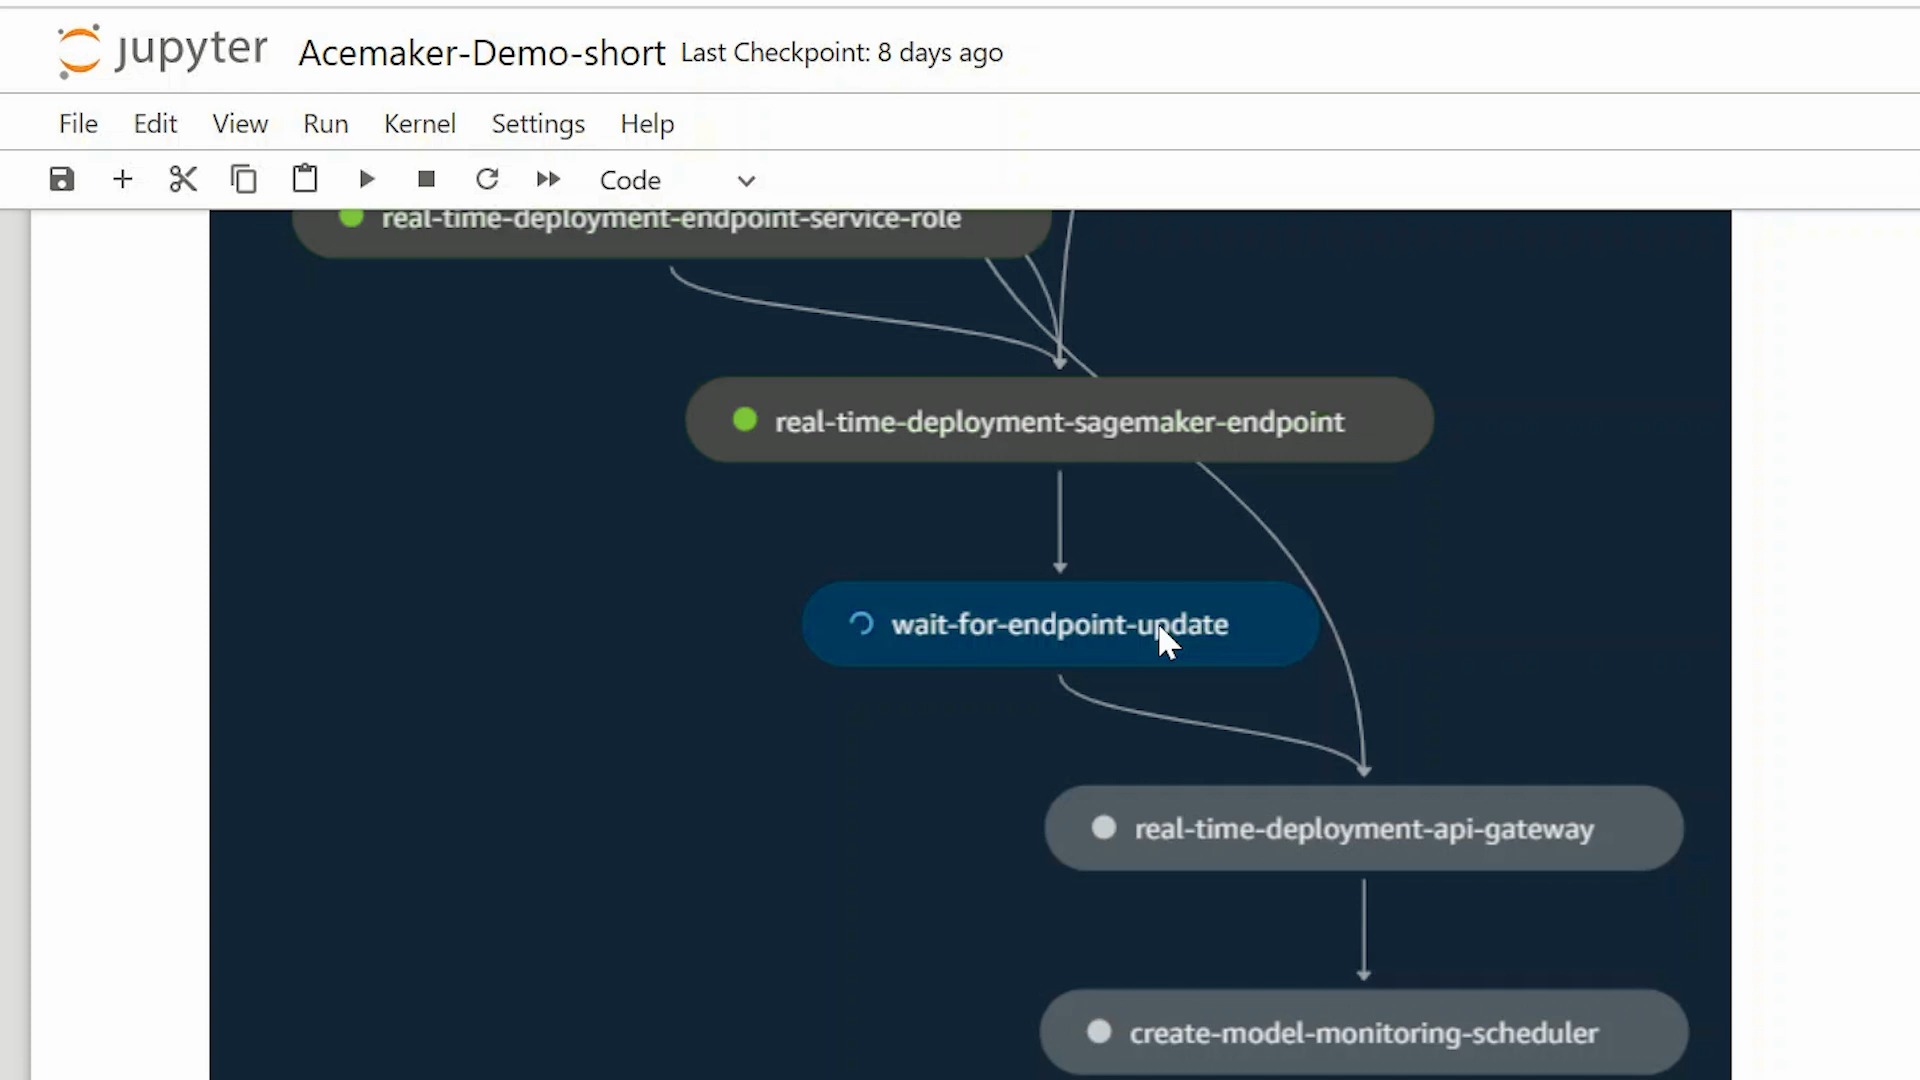 jupyter Acemaker-Demo-short Last Checkpoint: 8 days ago
File Edit View Run Kernel Settings Help
Code
real-time-deployment-endpoint-service-role
real-time-deployment-sagemaker-endpoint
wait-for-endpoint-update
real-time-deployment-api-gateway
create-model-monitoring-scheduler